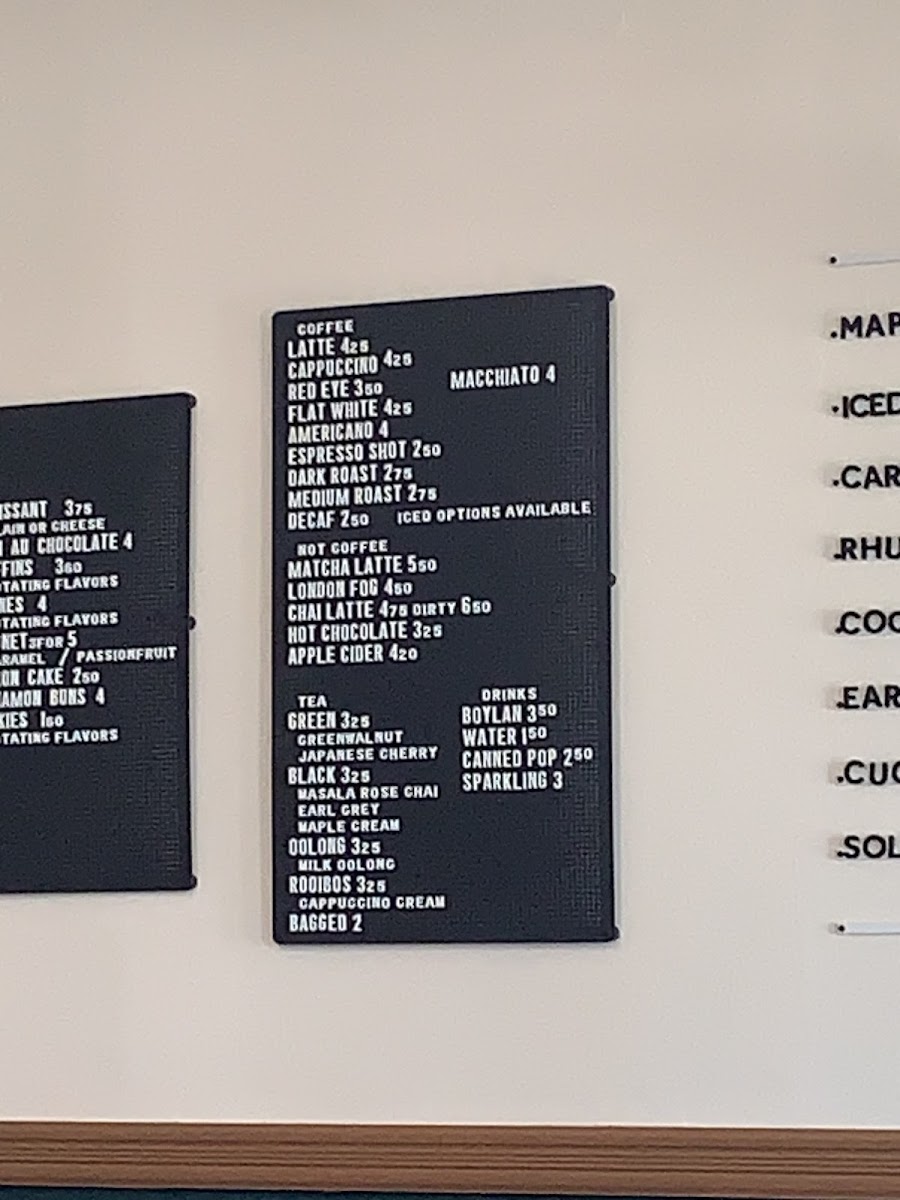 ISSANT 375
LAIN OR CHEESE
AU CHOCOLATE 4
FFINS 360
TATING FLAVORS
NES 4
TATING FLAVORS
NET 3FOR 5
ARAMEL / PASSIONFRUIT
ON CAKE 250
AMON BUNS 4
KIES 160
TATING FLAVORS
COFFEE
LATTE 425
CAPPUCCINO 425
RED EYE 350
MACCHIATO 4
FLAT WHITE 425
AMERICANO 4
ESPRESSO SHOT 250
DARK ROAST 275
MEDIUM ROAST 275
DECAF 250 ICED OPTIONS AVAILABLE
NOT COFFEE
MATCHA LATTE 550
LONDON FOG 450
CHAI LATTE 475 DIRTY 650
HOT CHOCOLATE 325
APPLE CIDER 420
TEA
GREEN 325
GREENWALNUT
JAPANESE CHERRY
BLACK 325
MASALA ROSE CHAI
EARL GREY
MAPLE CREAM
OOLONG 325
MILK OOLONG
ROOIBOS 325
CAPPUCCINO CREAM
BAGGED 2
DRINKS
BOYLAN 350
WATER 150
CANNED POP 250
SPARKLING 3
.MAP
.ICED
.CAR
.RHU
.COO
.EAR
.CUC
.SOL